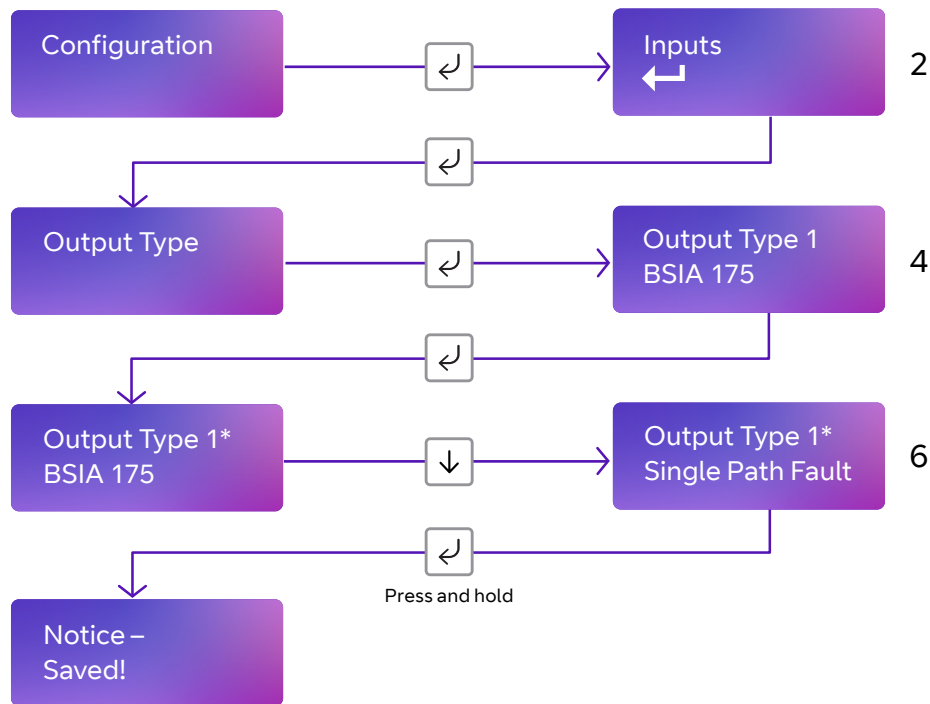 Configuration
Inputs
2
Output Type
Output Type 1
BSIA 175
4
Output Type 1*
BSIA 175
Output Type 1*
Single Path Fault
6
Press and hold
Notice –
Saved!